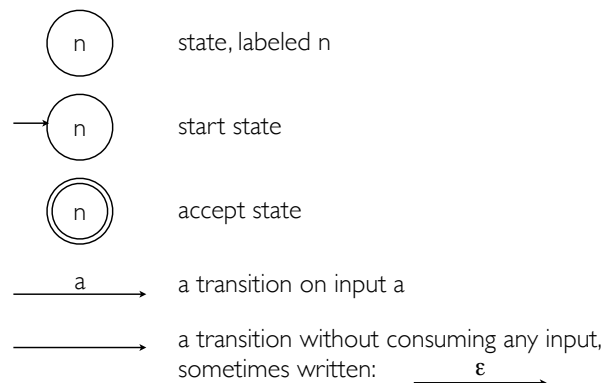 n state, labeled n
n start state
n accept state
a a transition on input a
a transition without consuming any input,
sometimes written: ε